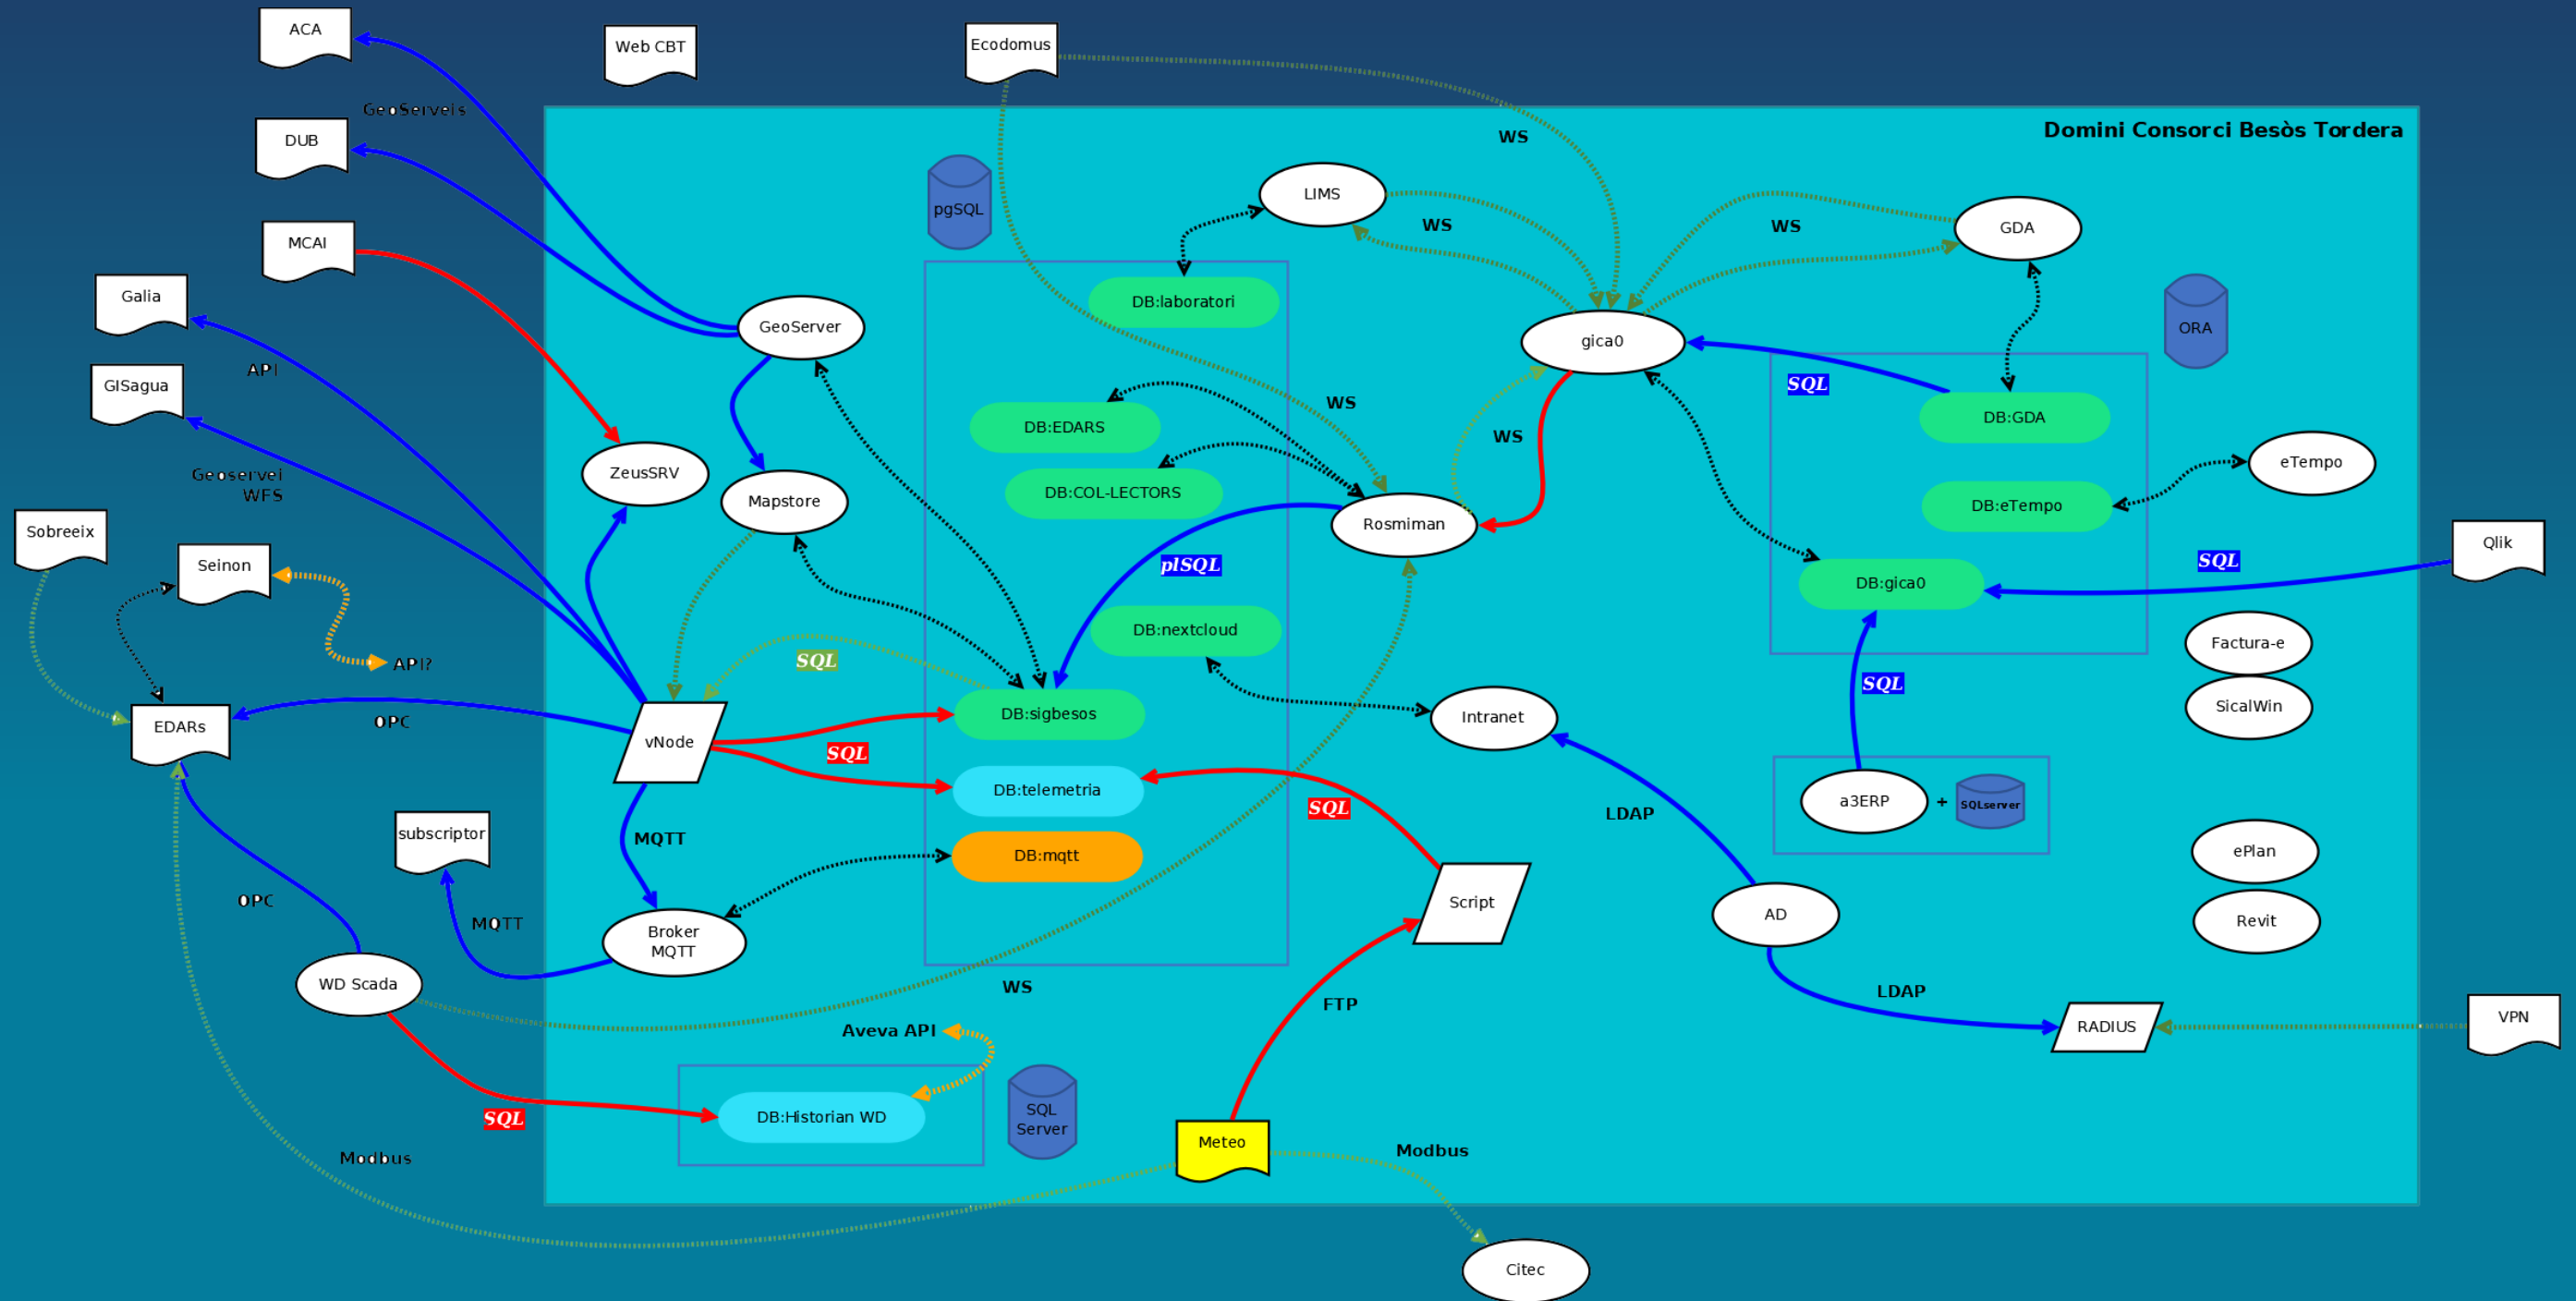 ACA
Web CBT
Ecodomus
GeoServeis
DUB
Domini Consorci Besòs Tordera
WS
LIMS
pgSQL
WS
WS
GDA
MCAI
Galia
DB:laboratori
GeoServer
gica0
ORA
API
GISagua
SQL
WS
DB:EDARS
DB:GDA
WS
Geoservei
WFS
ZeusSRV
Mapstore
DB:COL-LECTORS
Rosmiman
DB:eTempo
eTempo
Sobreeix
Seinon
plSQL
DB:gica0
SQL
Qlik
DB:nextcloud
Factura-e
API?
SQL
SQL
EDARs
OPC
vNode
DB:sigbesos
Intranet
SicalWin
SQL
DB:telemetria
SQL
LDAP
a3ERP
+
SQLserver
subscriptor
MQTT
DB:mqtt
ePlan
OPC
MQTT
Broker
MQTT
Script
AD
Revit
WD Scada
WS
FTP
LDAP
Aveva API
RADIUS
VPN
SQL
DB:Historian WD
SQL
Server
Modbus
Meteo
Modbus
Citec